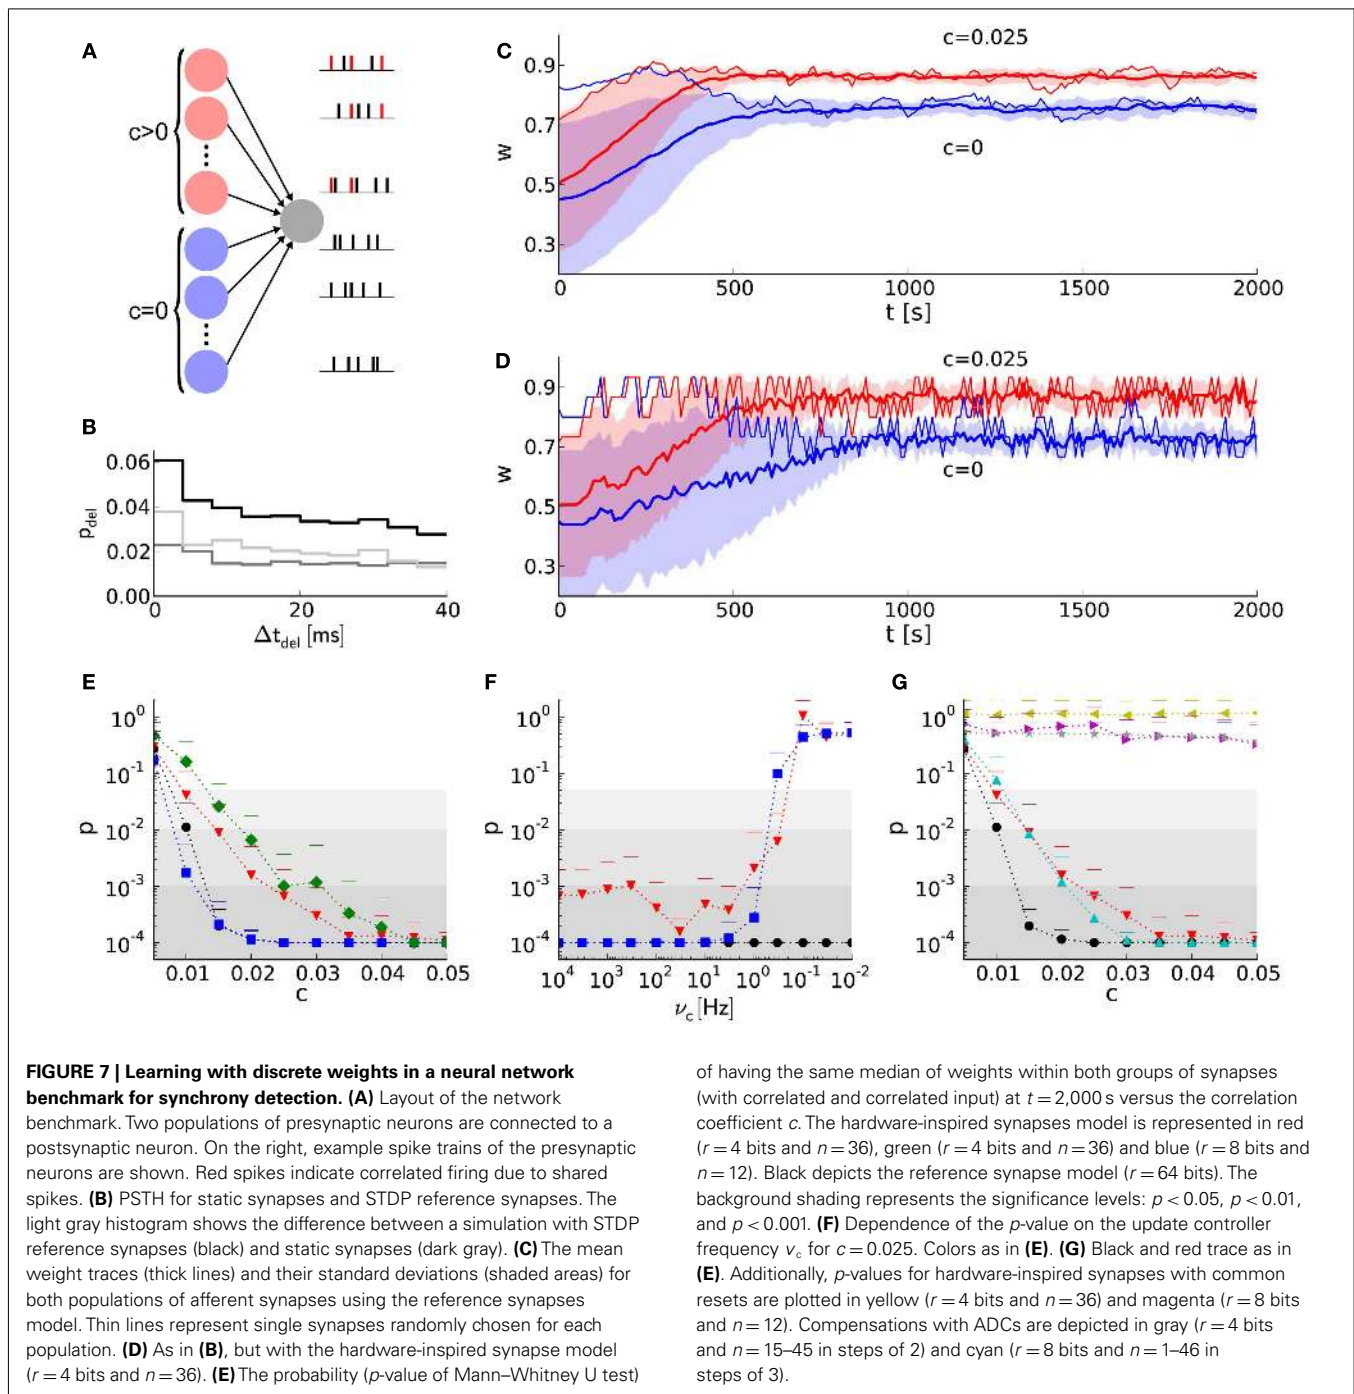 A
c>0
c=0
B
0.06
0.04
0.02
0.00
p_del
0
20
40
Δt_del [ms]
C
c=0.025
0.9
0.7
0.5
0.3
w
c=0
0
500
1000
1500
2000
t [s]
D
c=0.025
0.9
0.7
0.5
0.3
w
c=0
0
500
1000
1500
2000
t [s]
E
10^0
10^-1
10^-2
10^-3
10^-4
p
0.01
0.02
0.03
0.04
0.05
c
F
10^0
10^-1
10^-2
10^-3
10^-4
p
10^4
10^3
10^2
10^1
10^0
10^-1
10^-2
ν_c [Hz]
G
10^0
10^-1
10^-2
10^-3
10^-4
p
0.01
0.02
0.03
0.04
0.05
c
FIGURE 7 | Learning with discrete weights in a neural network
benchmark for synchrony detection. (A) Layout of the network
benchmark. Two populations of presynaptic neurons are connected to a
postsynaptic neuron. On the right, example spike trains of the presynaptic
neurons are shown. Red spikes indicate correlated firing due to shared
spikes. (B) PSTH for static synapses and STDP reference synapses. The
light gray histogram shows the difference between a simulation with STDP
reference synapses (black) and static synapses (dark gray). (C) The mean
weight traces (thick lines) and their standard deviations (shaded areas) for
both populations of afferent synapses using the reference synapses
model. Thin lines represent single synapses randomly chosen for each
population. (D) As in (B), but with the hardware-inspired synapse model
(r = 4 bits and n = 36). (E) The probability (p-value of Mann–Whitney U test)
of having the same median of weights within both groups of synapses
(with correlated and correlated input) at t = 2,000 s versus the correlation
coefficient c. The hardware-inspired synapses model is represented in red
(r = 4 bits and n = 36), green (r = 4 bits and n = 36) and blue (r = 8 bits and
n = 12). Black depicts the reference synapse model (r = 64 bits). The
background shading represents the significance levels: p < 0.05, p < 0.01,
and p < 0.001. (F) Dependence of the p-value on the update controller
frequency ν_c for c = 0.025. Colors as in (E). (G) Black and red trace as in
(E). Additionally, p-values for hardware-inspired synapses with common
resets are plotted in yellow (r = 4 bits and n = 36) and magenta (r = 8 bits
and n = 12). Compensations with ADCs are depicted in gray (r = 4 bits
and n = 15–45 in steps of 2) and cyan (r = 8 bits and n = 1–46 in
steps of 3).